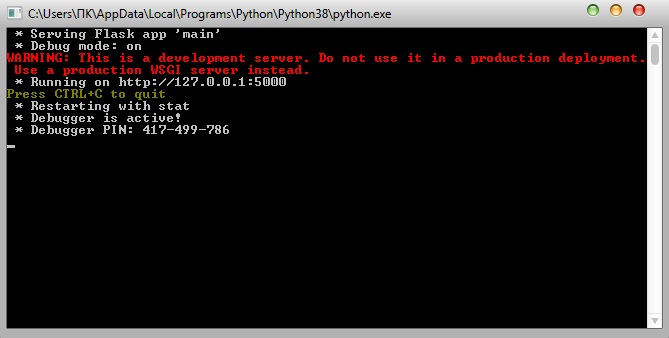 C:\Users\ПК\AppData\Local\Programs\Python\Python38\python.exe
* Serving Flask app 'main'
* Debug mode: on
WARNING: This is a development server. Do not use it in a production deployment.
Use a production WSGI server instead.
* Running on http://127.0.0.1:5000
Press CTRL+C to quit
* Restarting with stat
* Debugger is active!
* Debugger PIN: 417-499-786